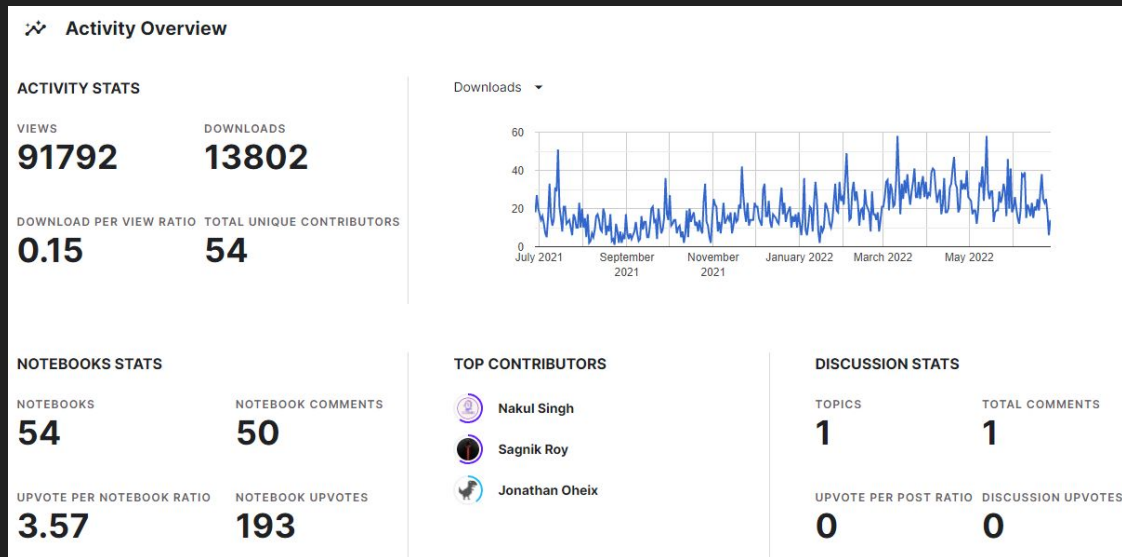 Activity Overview
ACTIVITY STATS
VIEWS
91792
DOWNLOADS
13802
DOWNLOAD PER VIEW RATIO
0.15
TOTAL UNIQUE CONTRIBUTORS
54
Downloads
60
40
20
0
July 2021
September
2021
November
2021
January 2022
March 2022
May 2022
NOTEBOOKS STATS
NOTEBOOKS
54
NOTEBOOK COMMENTS
50
UPVOTE PER NOTEBOOK RATIO
3.57
NOTEBOOK UPVOTES
193
TOP CONTRIBUTORS
Nakul Singh
Sagnik Roy
Jonathan Oheix
DISCUSSION STATS
TOPICS
1
TOTAL COMMENTS
1
UPVOTE PER POST RATIO
0
DISCUSSION UPVOTES
0